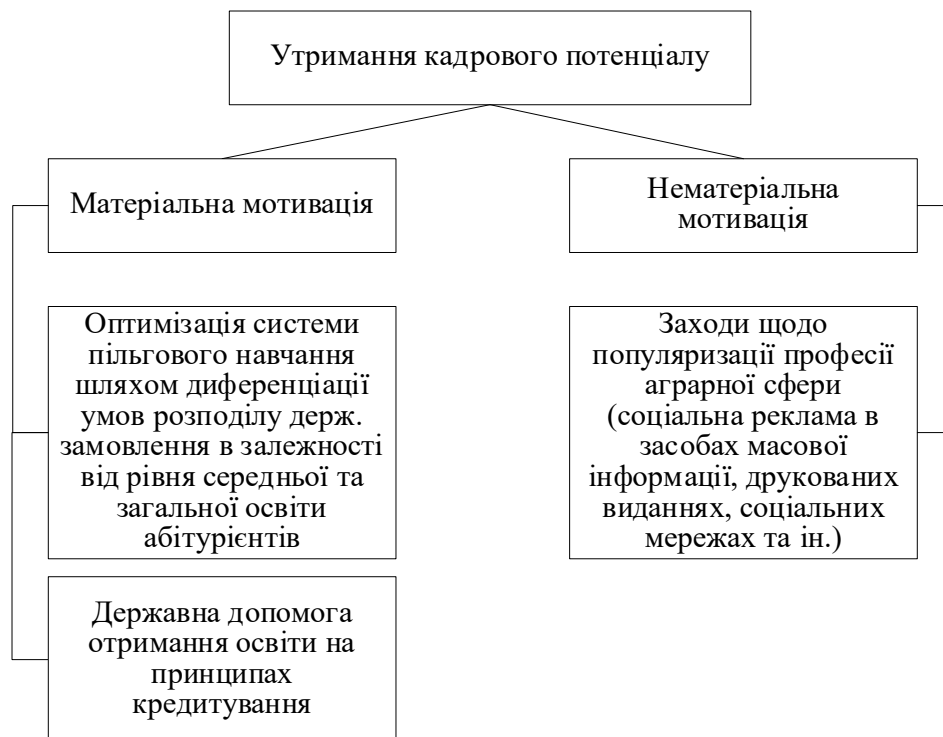 Утримання кадрового потенціалу
Матеріальна мотивація
Нематеріальна
мотивація
Оптимізація системи
пільгового навчання
шляхом диференціації
умов розподілу держ.
замовлення в залежності
від рівня середньої та
загальної освіти
абітурієнтів
Заходи щодо
популяризації професії
аграрної сфери
(соціальна реклама в
засобах масової
інформації, друкованих
виданнях, соціальних
мережах та ін.)
Державна допомога
отримання освіти на
принципах
кредитування